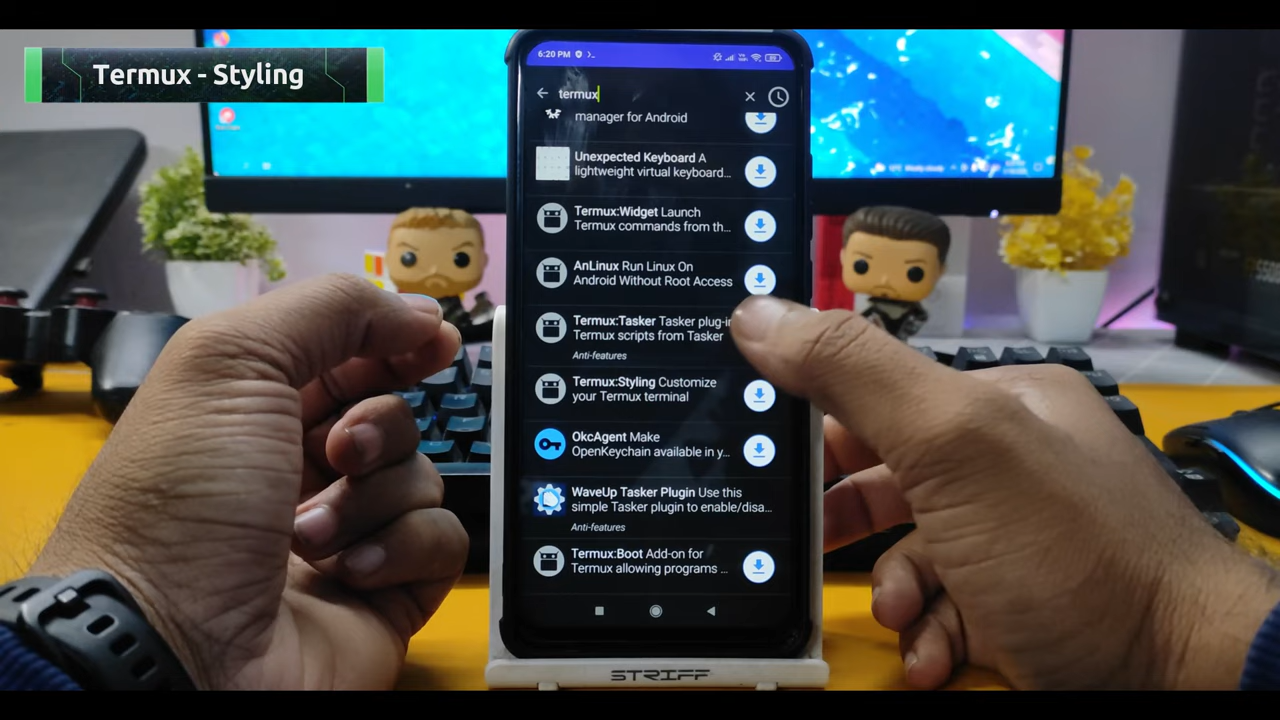 Termux - Styling
6:20 PM
termux
manager for Android
Unexpected Keyboard A
lightweight virtual keyboard...
Termux:Widget Launch
Termux commands from th...
AnLinux Run Linux On
Android Without Root Access
Termux:Tasker Tasker plug-in
Termux scripts from Tasker
Anti-features
Termux:Styling Customize
your Termux terminal
OkcAgent Make
OpenKeychain available in y...
WaveUp Tasker Plugin Use this
simple Tasker plugin to enable/disa...
Anti-features
Termux:Boot Add-on for
Termux allowing programs ...
STRIFF